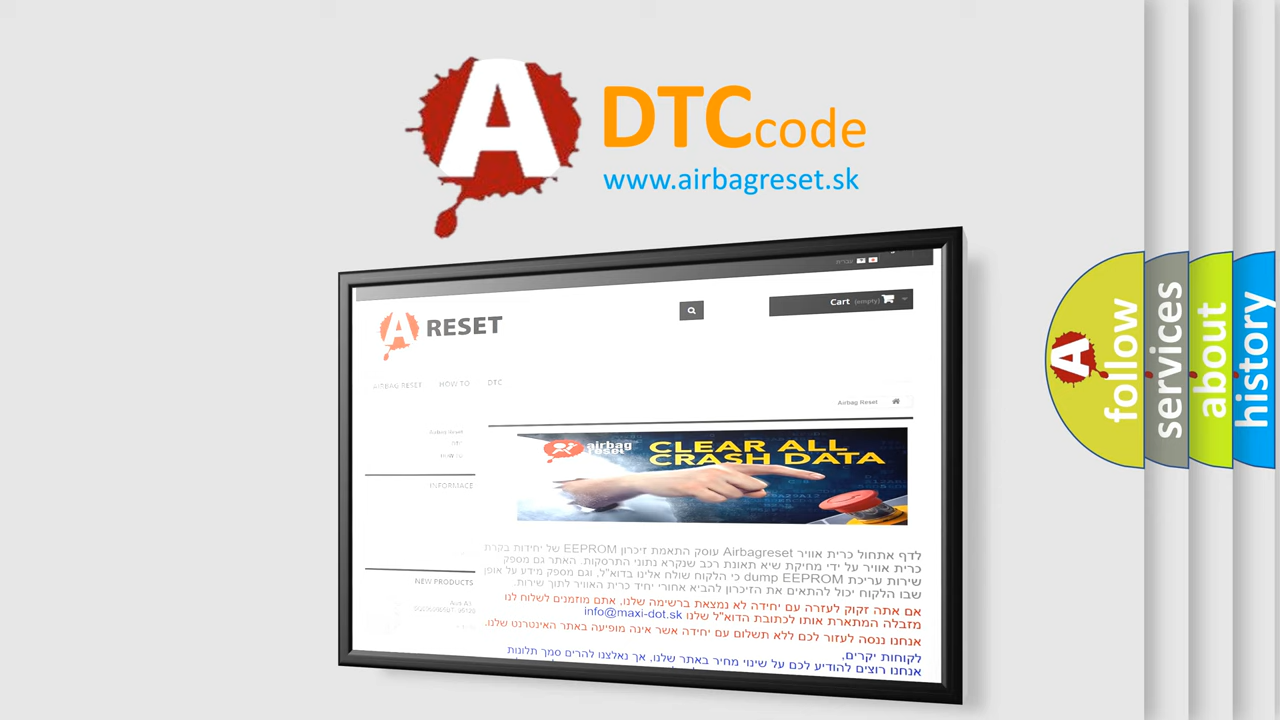 A
DTCcode
www.airbagreset.sk
עברית
Cart (empty)
A RESET
AIRBAG RESET HOW TO DTC
Airbag Reset
Airbag Reset
DTC
HOW TO
INFORMACE
NEW PRODUCTS
airbag
reset
CLEAR ALL
CRASH DATA
לדף אתחול כרית אוויר Airbagreset עוסק התאמת זיכרון EEPROM של יחידות בקרת
כרית אוויר על ידי מחיקת שיא תאונת רכב שנקרא נתוני התרסקות. האתר גם מספק
שירות עריכת dump EEPROM כי הלקוח שולח אלינו בדוא"ל, וגם מספק מידע על אופן
שבו הלקוח יכול להתאים את הזיכרון להביא אחורי יחיד כרית האוויר לתוך שירות.
אם אתה זקוק לעזרה עם יחידה לא נמצאת ברשימה שלנו, אתם מוזמנים לשלוח לנו
מזבלה המתארת אותו לכתובת הדוא"ל שלנו info@maxi-dot.sk
אנחנו ננסה לעזור לכם ללא תשלום עם יחידה אשר אינה מופיעה באתר האינטרנט שלנו.
לקוחות יקרים,
אנחנו רוצים להודיע לכם על שינוי מחיר באתר שלנו, אך נאלצנו להרים סמך תלונות
A
follow
services
about
history